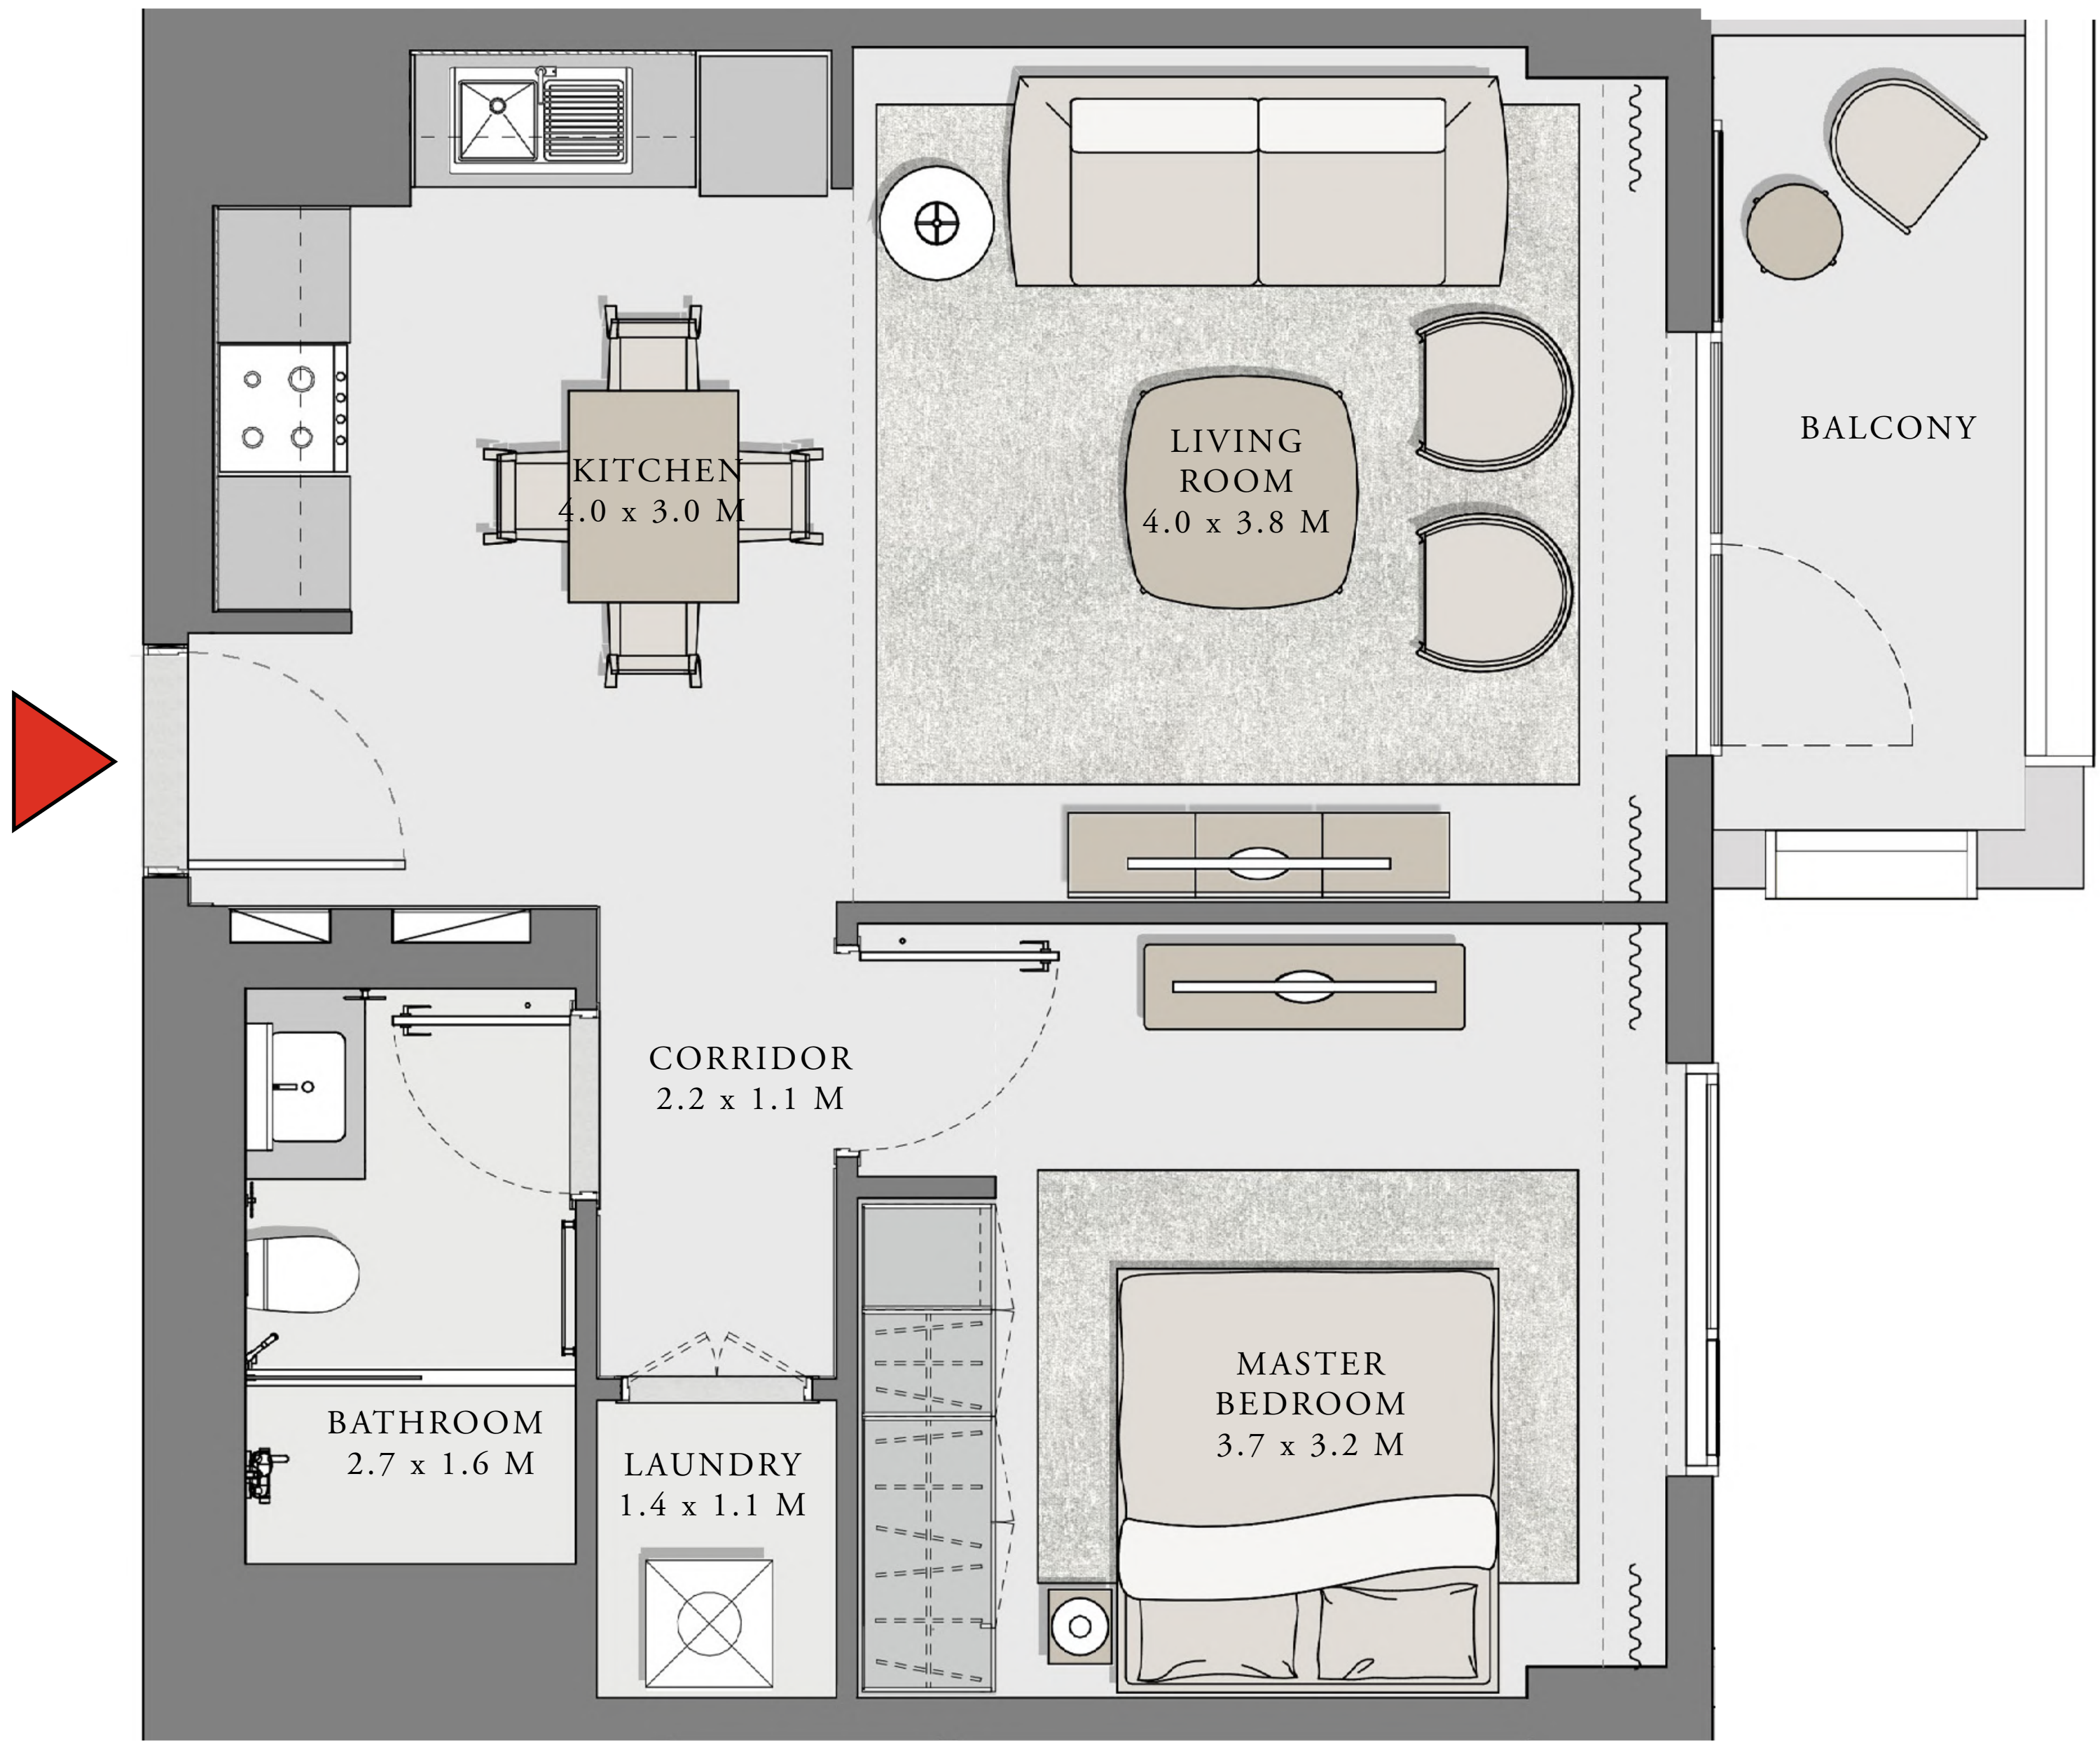 KITCHEN
4.0 x 3.0 M
LIVING
ROOM
4.0 x 3.8 M
BALCONY
CORRIDOR
2.2 x 1.1 M
BATHROOM
2.7 x 1.6 M
LAUNDRY
1.4 x 1.1 M
MASTER
BEDROOM
3.7 x 3.2 M